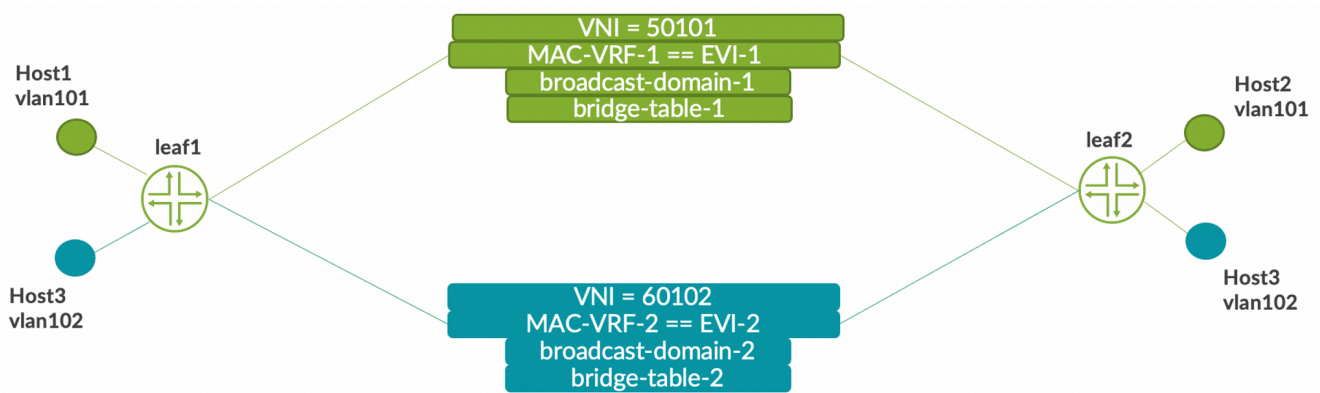 VNI = 50101
MAC-VRF-1 == EVI-1
broadcast-domain-1
bridge-table-1
Host1
vlan101
leaf1
Host3
vlan102
leaf2
Host2
vlan101
Host3
vlan102
VNI = 60102
MAC-VRF-2 == EVI-2
broadcast-domain-2
bridge-table-2